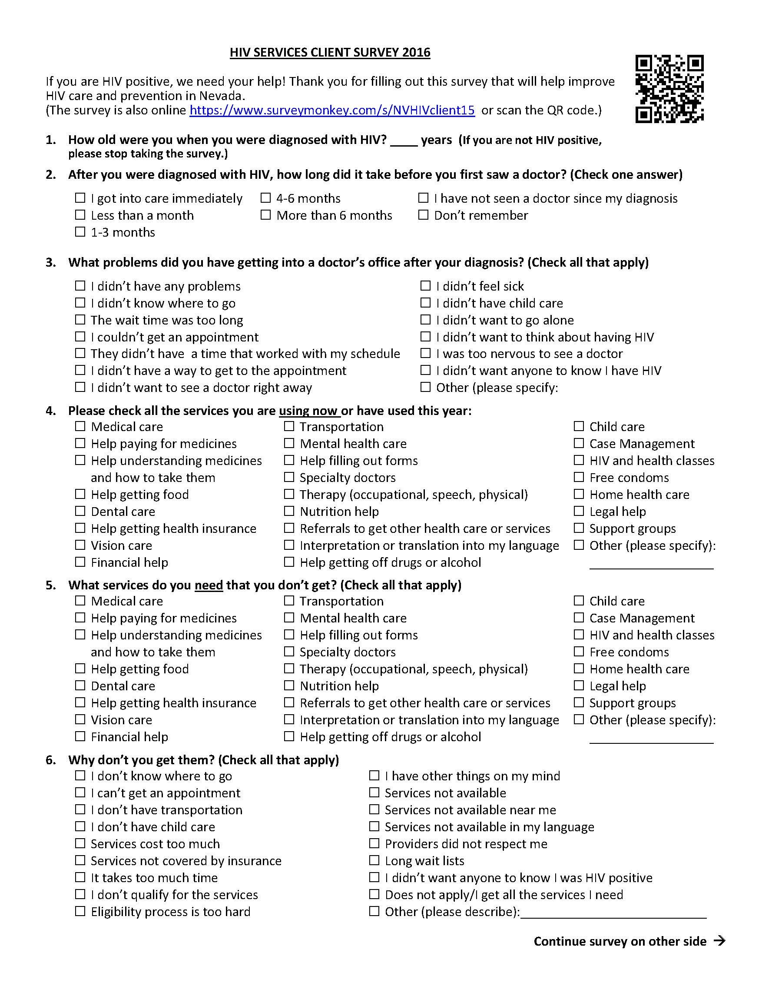 HIV SERVICES CLIENT SURVEY 2016
If you are HIV positive, we need your help! Thank you for filling out this survey that will help improve
HIV care and prevention in Nevada.
(The survey is also online https://www.surveymonkey.com/s/NVHIVclient15 or scan the QR code.)
1. How old were you when you were diagnosed with HIV? ____ years (If you are not HIV positive,
please stop taking the survey.)
2. After you were diagnosed with HIV, how long did it take before you first saw a doctor? (Check one answer)
☐ I got into care immediately ☐ 4-6 months ☐ I have not seen a doctor since my diagnosis
☐ Less than a month ☐ More than 6 months ☐ Don’t remember
☐ 1-3 months
3. What problems did you have getting into a doctor’s office after your diagnosis? (Check all that apply)
☐ I didn’t have any problems ☐ I didn’t feel sick
☐ I didn’t know where to go ☐ I didn’t have child care
☐ The wait time was too long ☐ I didn’t want to go alone
☐ I couldn’t get an appointment ☐ I didn’t want to think about having HIV
☐ They didn’t have a time that worked with my schedule ☐ I was too nervous to see a doctor
☐ I didn’t have a way to get to the appointment ☐ I didn’t want anyone to know I have HIV
☐ I didn’t want to see a doctor right away ☐ Other (please specify:
4. Please check all the services you are using now or have used this year:
☐ Medical care ☐ Transportation ☐ Child care
☐ Help paying for medicines ☐ Mental health care ☐ Case Management
☐ Help understanding medicines ☐ Help filling out forms ☐ HIV and health classes
and how to take them ☐ Specialty doctors ☐ Free condoms
☐ Help getting food ☐ Therapy (occupational, speech, physical) ☐ Home health care
☐ Dental care ☐ Nutrition help ☐ Legal help
☐ Help getting health insurance ☐ Referrals to get other health care or services ☐ Support groups
☐ Vision care ☐ Interpretation or translation into my language ☐ Other (please specify):
☐ Financial help ☐ Help getting off drugs or alcohol __________________
5. What services do you need that you don’t get? (Check all that apply)
☐ Medical care ☐ Transportation ☐ Child care
☐ Help paying for medicines ☐ Mental health care ☐ Case Management
☐ Help understanding medicines ☐ Help filling out forms ☐ HIV and health classes
and how to take them ☐ Specialty doctors ☐ Free condoms
☐ Help getting food ☐ Therapy (occupational, speech, physical) ☐ Home health care
☐ Dental care ☐ Nutrition help ☐ Legal help
☐ Help getting health insurance ☐ Referrals to get other health care or services ☐ Support groups
☐ Vision care ☐ Interpretation or translation into my language ☐ Other (please specify):
☐ Financial help ☐ Help getting off drugs or alcohol __________________
6. Why don’t you get them? (Check all that apply)
☐ I don’t know where to go ☐ I have other things on my mind
☐ I can’t get an appointment ☐ Services not available
☐ I don’t have transportation ☐ Services not available near me
☐ I don’t have child care ☐ Services not available in my language
☐ Services cost too much ☐ Providers did not respect me
☐ Services not covered by insurance ☐ Long wait lists
☐ It takes too much time ☐ I didn’t want anyone to know I was HIV positive
☐ I don’t qualify for the services ☐ Does not apply/I get all the services I need
☐ Eligibility process is too hard ☐ Other (please describe):___________________________
Continue survey on other side →